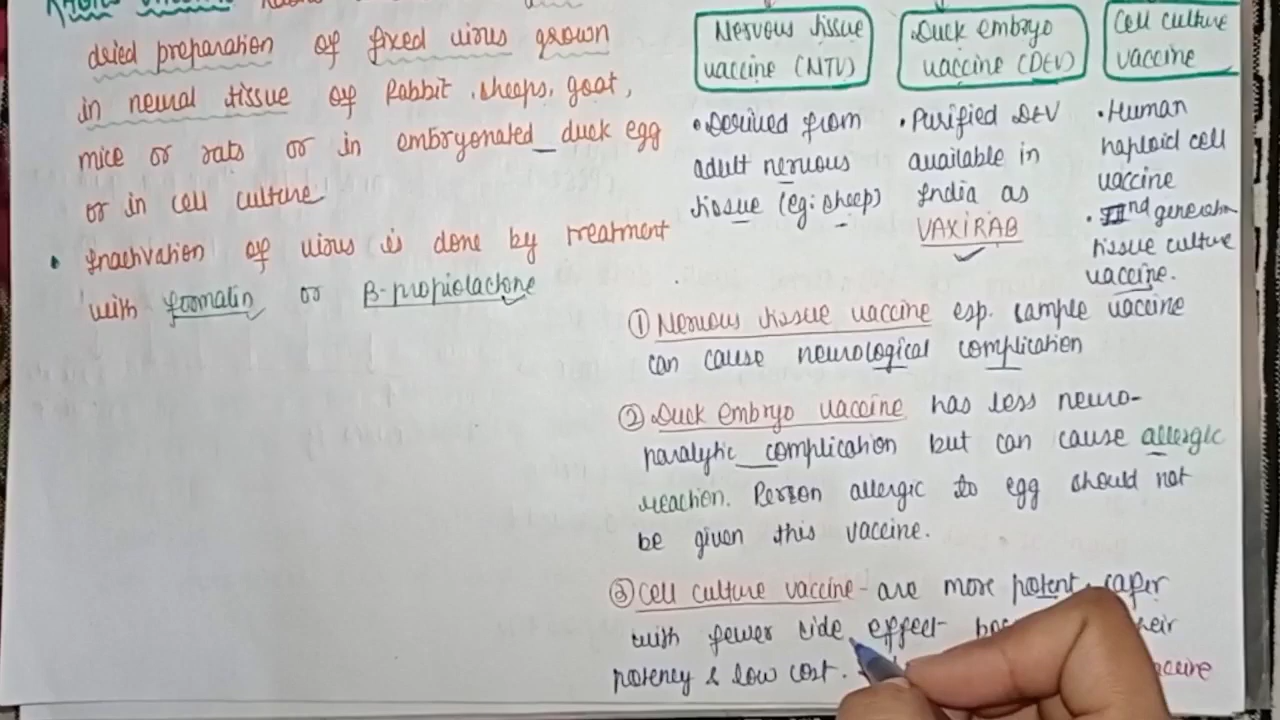 Rabies vaccine
dried preparation of fixed virus grown
in neural tissue of Rabbit, sheeps, goat,
mice or rats or in embryonated duck egg
or in cell culture
• Inactivation of virus is done by treatment
with formalin or β-propiolactone
Nervous tissue
vaccine (NTV)
• Derived from
adult nervous
tissue (eg: sheep)
Duck embryo
vaccine (DEV)
• Purified DEV
available in
India as
VAXIRAB
Cell culture
vaccine
• Human
haploid cell
vaccine
• IInd generation
tissue culture
vaccine.
① Nervous tissue vaccine esp. sample vaccine
can cause neurological complication
② Duck embryo vaccine has less neuro-
paralytic complication but can cause allergic
reaction. Person allergic to egg should not
be given this vaccine.
③ Cell culture vaccine - are more potent, safer
with fewer side effect
potency & low cost.